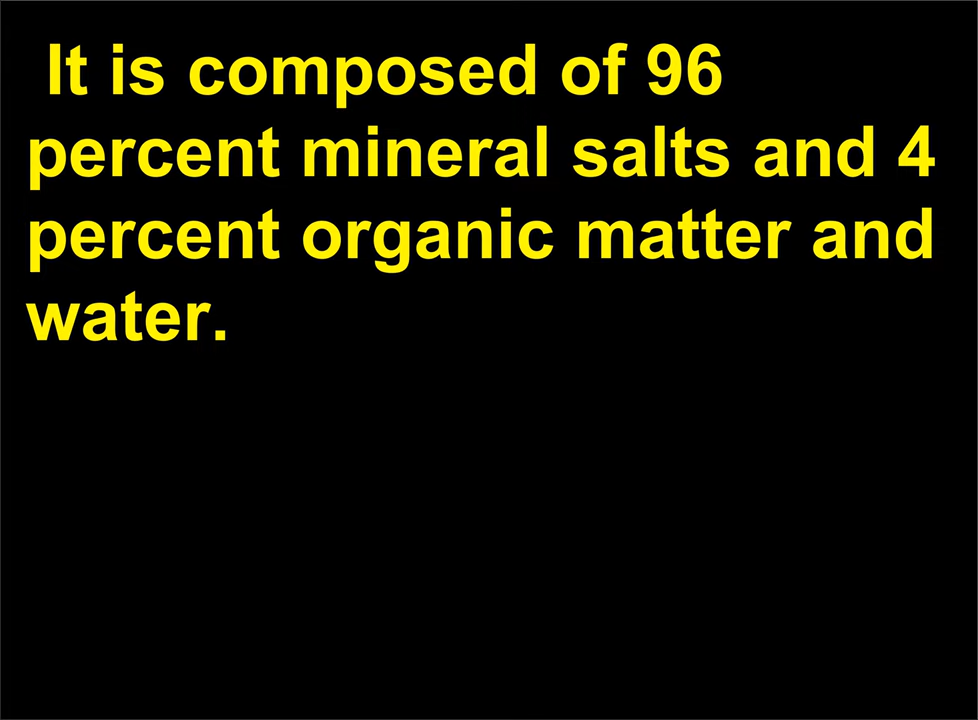 It is composed of 96
percent mineral salts and 4
percent organic matter and
water.